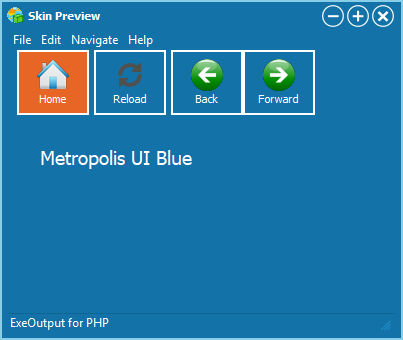 Skin Preview
File Edit Navigate Help
Home Reload Back Forward
Metropolis UI Blue
ExeOutput for PHP